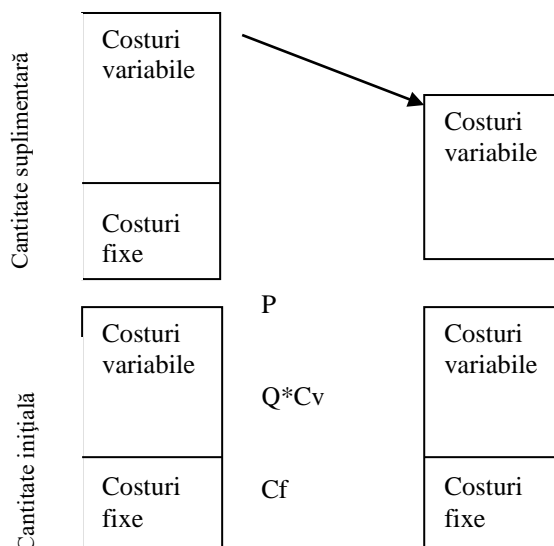 Cantitate suplimentară
Costuri
variabile
Costuri
fixe
Costuri
variabile
Cantitate iniţială
Costuri
variabile
Costuri
fixe
P
Q*Cv
Cf
Costuri
variabile
Costuri
fixe